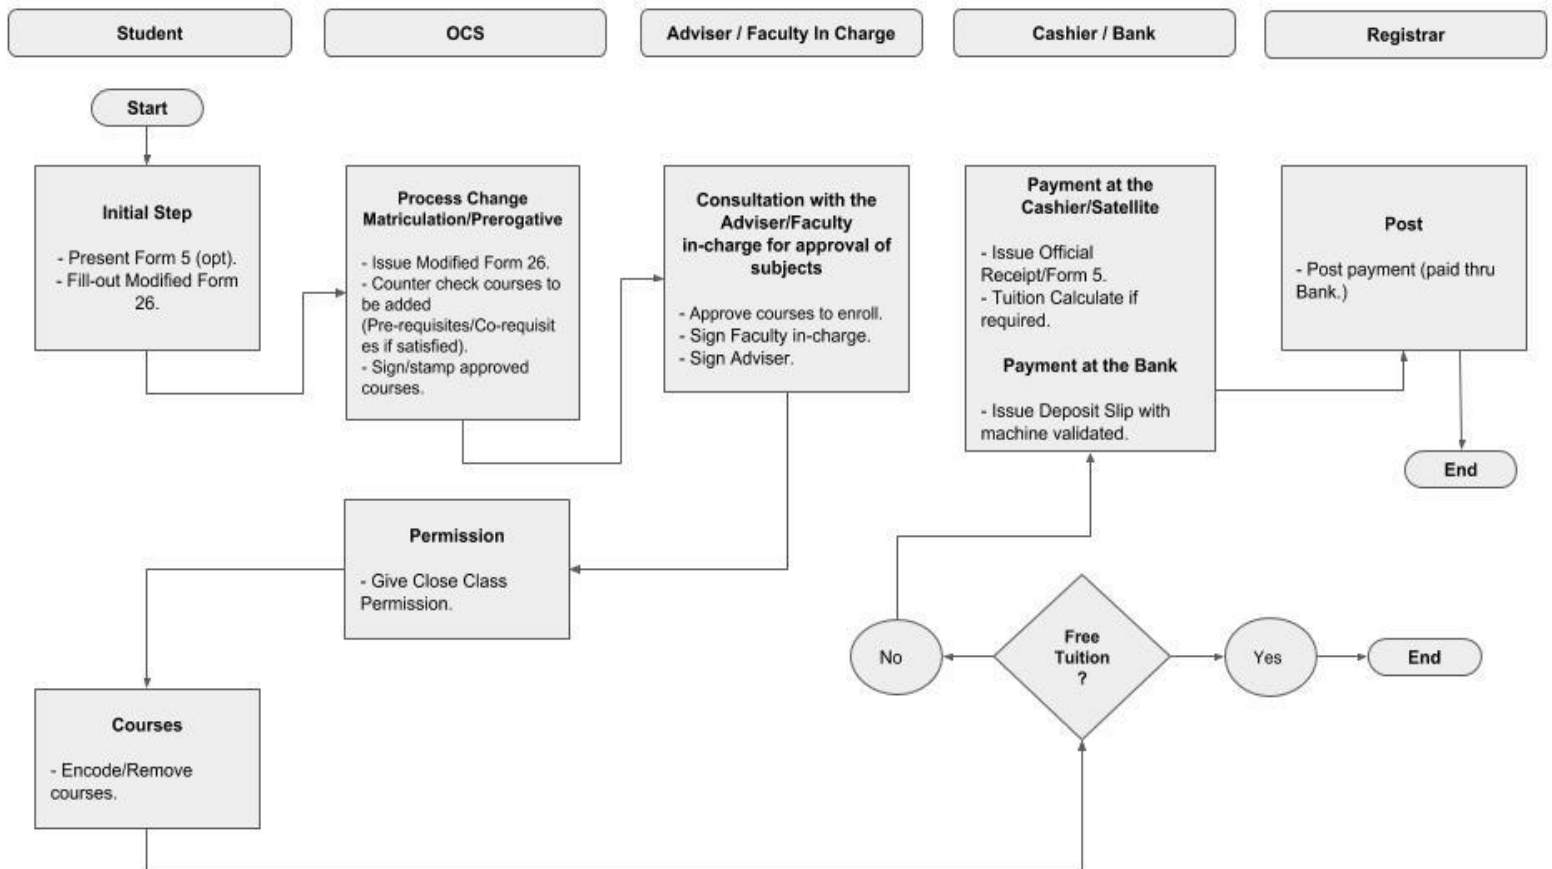 Student
OCS
Adviser / Faculty In Charge
Cashier / Bank
Registrar
Start
Initial Step
- Present Form 5 (opt).
- Fill-out Modified Form
26.
Process Change
Matriculation/Prerogative
- Issue Modified Form 26.
- Counter check courses to
be added
(Pre-requisites/Co-requisit
es if satisfied).
- Sign/stamp approved
courses.
Consultation with the
Adviser/Faculty
in-charge for approval of
subjects
- Approve courses to enroll.
- Sign Faculty in-charge.
- Sign Adviser.
Payment at the
Cashier/Satellite
- Issue Official
Receipt/Form 5.
- Tuition Calculate if
required.
Payment at the Bank
- Issue Deposit Slip with
machine validated.
Post
- Post payment (paid thru
Bank.)
End
Permission
- Give Close Class
Permission.
No
Free
Tuition
?
Yes
End
Courses
- Encode/Remove
courses.